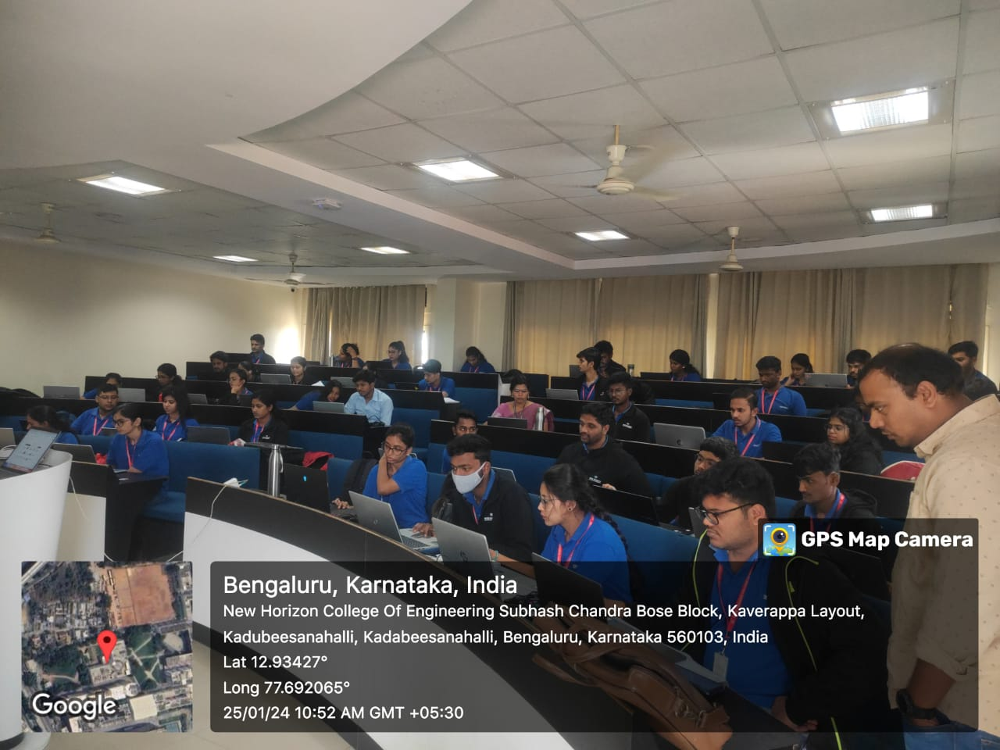 GPS Map Camera
Bengaluru, Karnataka, India
New Horizon College Of Engineering Subhash Chandra Bose Block, Kaverappa Layout,
Kadubeesanahalli, Kadabeesanahalli, Bengaluru, Karnataka 560103, India
Lat 12.93427°
Long 77.692065°
25/01/24 10:52 AM GMT +05:30
Google